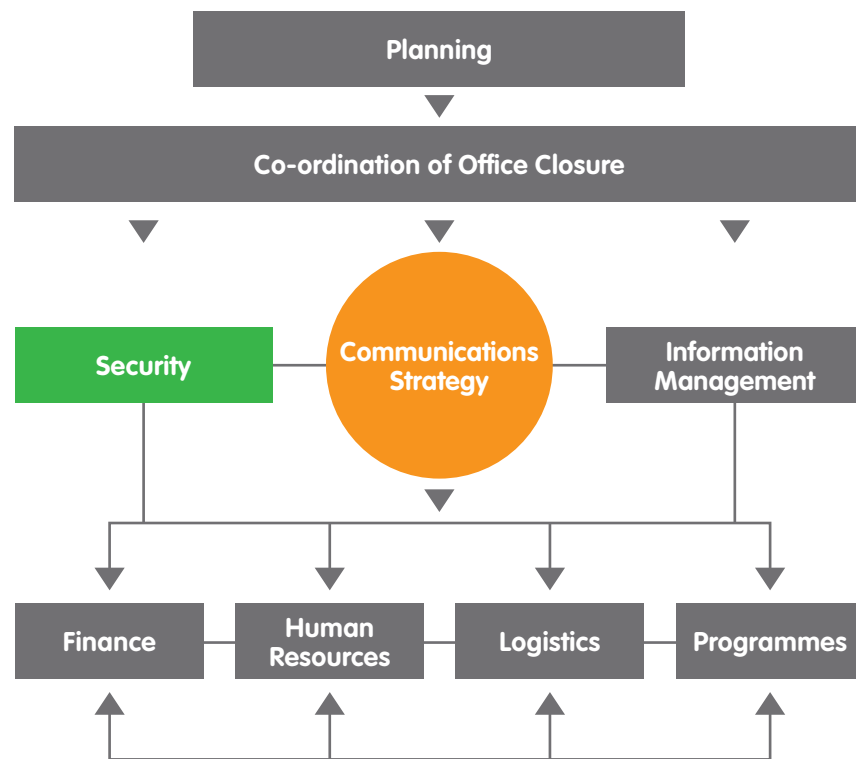 Planning
Co-ordination of Office Closure
Security
Communications
Strategy
Information
Management
Finance
Human
Resources
Logistics
Programmes